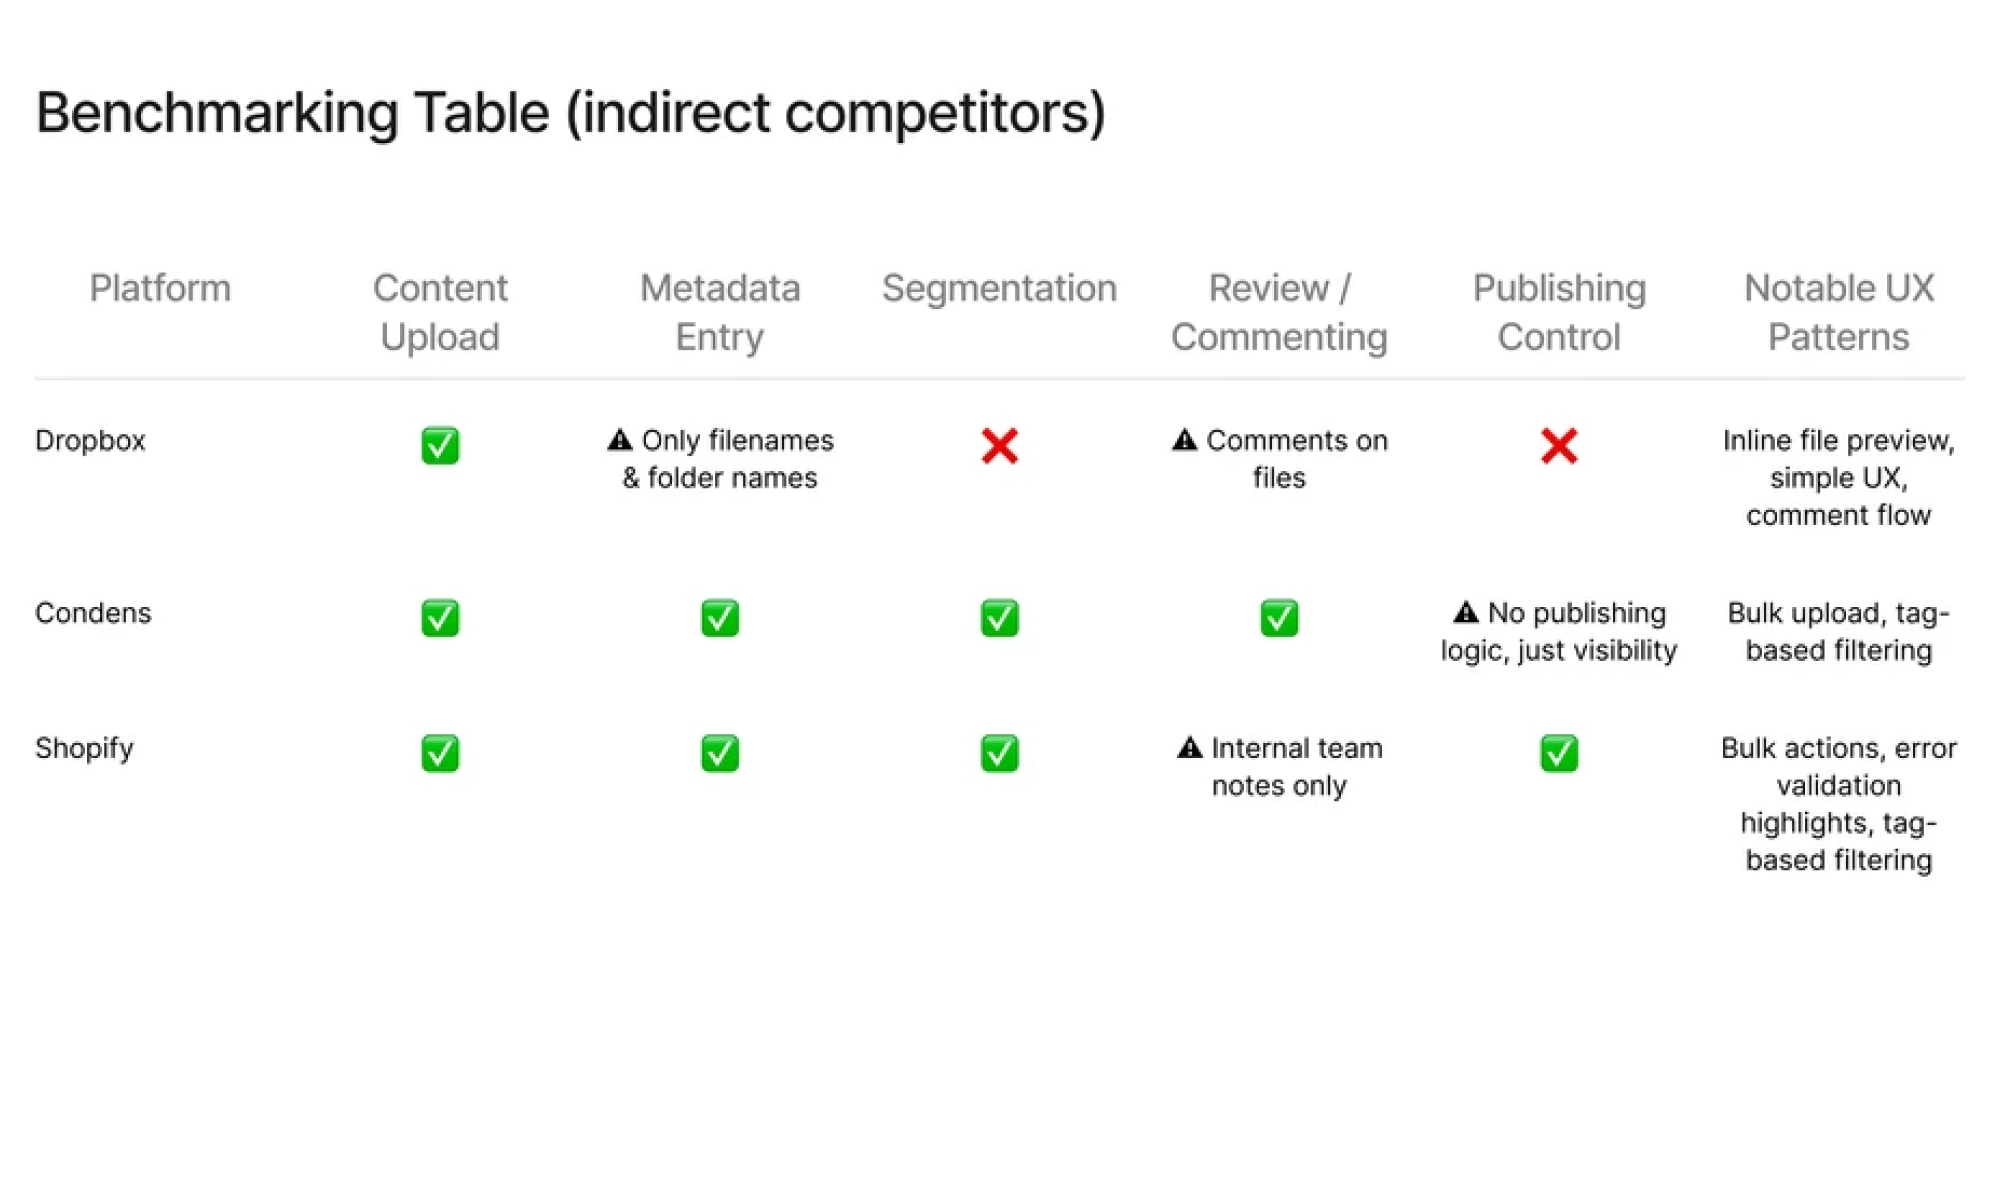 Benchmarking Table (indirect competitors)
Platform
Content
Upload
Metadata
Entry
Segmentation
Review /
Commenting
Publishing
Control
Notable UX
Patterns
Dropbox
✅
⚠ Only filenames
& folder names
❌
⚠ Comments on
files
❌
Inline file preview,
simple UX,
comment flow
Condens
✅
✅
✅
✅
⚠ No publishing
logic, just visibility
Bulk upload, tag-
based filtering
Shopify
✅
✅
✅
⚠ Internal team
notes only
✅
Bulk actions, error
validation
highlights, tag-
based filtering